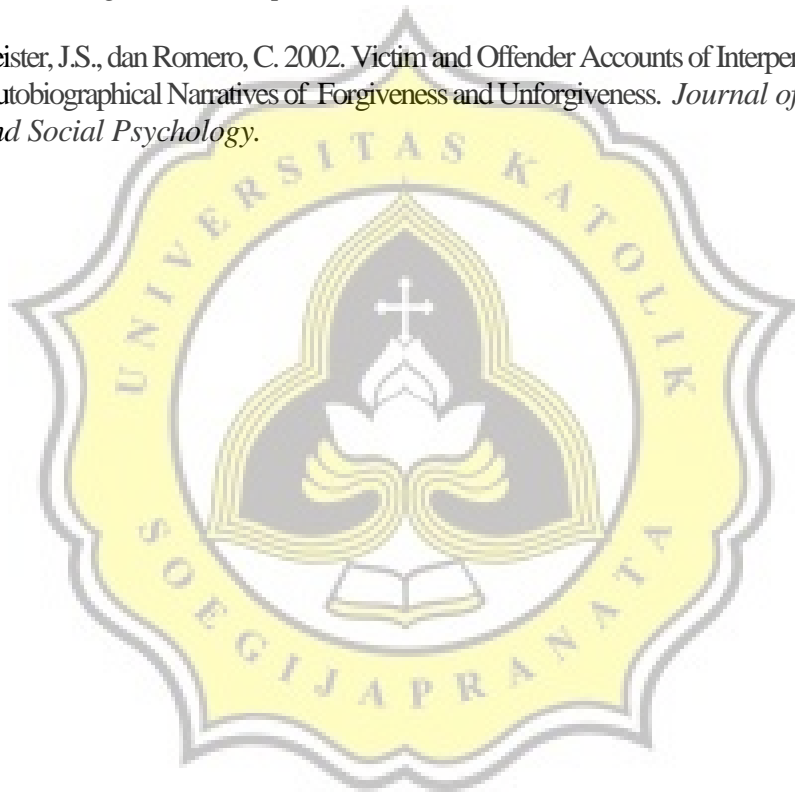 eister, J.S., dan Romero, C. 2002. Victim and Offender Accounts of Interper
utobiographical Narratives of Forgiveness and Unforgiveness. Journal of
nd Social Psychology.
UNIVERSITAS KATOLIK
SOEGIJAPRANATA